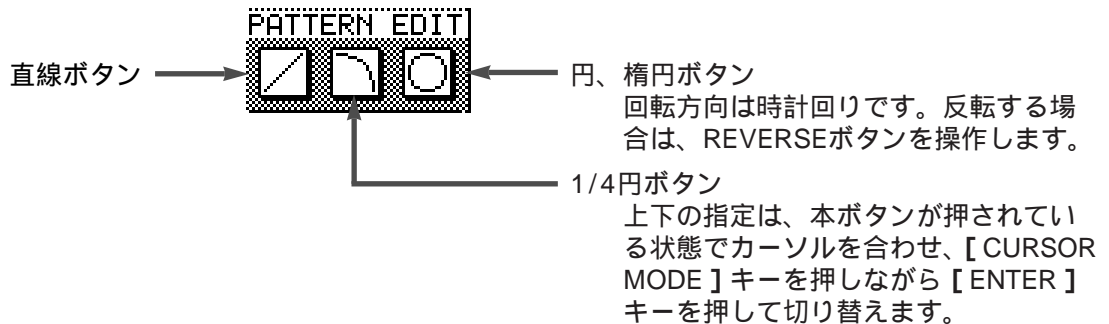 PATTERN EDIT
直線ボタン
円、楕円ボタン
回転方向は時計回りです。反転する場
合は、REVERSEボタンを操作します。
1/4円ボタン
上下の指定は、本ボタンが押されてい
る状態でカーソルを合わせ、[ CURSOR
MODE ] キーを押しながら [ ENTER ]
キーを押して切り替えます。